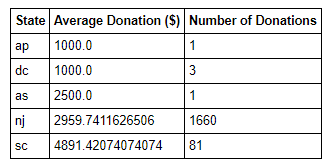 State Average Donation ($) Number of Donations
ap 1000.0 1
dc 1000.0 3
as 2500.0 1
nj 2959.7411626506 1660
sc 4891.42074074074 81